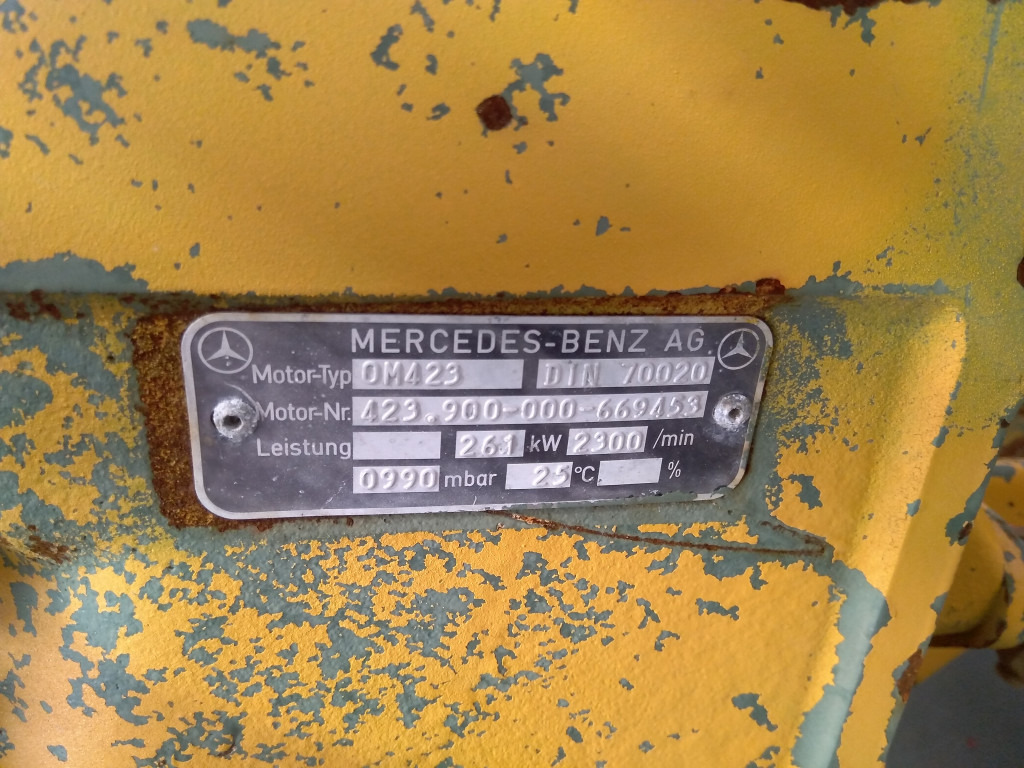 MERCEDES-BENZ AG.
Motor-Typ OM423 DIN 70020
Motor-Nr. 423.900-000-669453
Leistung 261 kW 2300 /min
0990 mbar 25 °C %